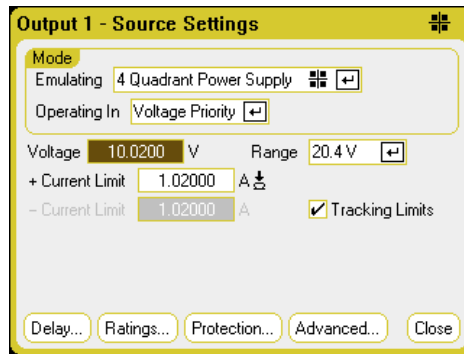 Output 1 - Source Settings
Mode
Emulating 4 Quadrant Power Supply
Operating In Voltage Priority
Voltage 10.0200 V Range 20.4 V
+ Current Limit 1.02000 A
- Current Limit 1.02000 A Tracking Limits
Delay... Ratings... Protection... Advanced... Close